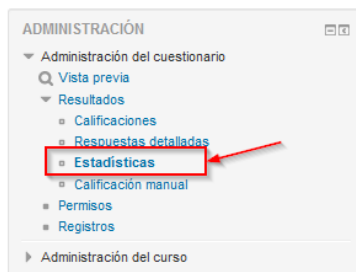 ADMINISTRACIÓN
Administración del cuestionario
Vista previa
Resultados
Calificaciones
Respuestas detalladas
Estadísticas
Calificación manual
Permisos
Registros
Administración del curso